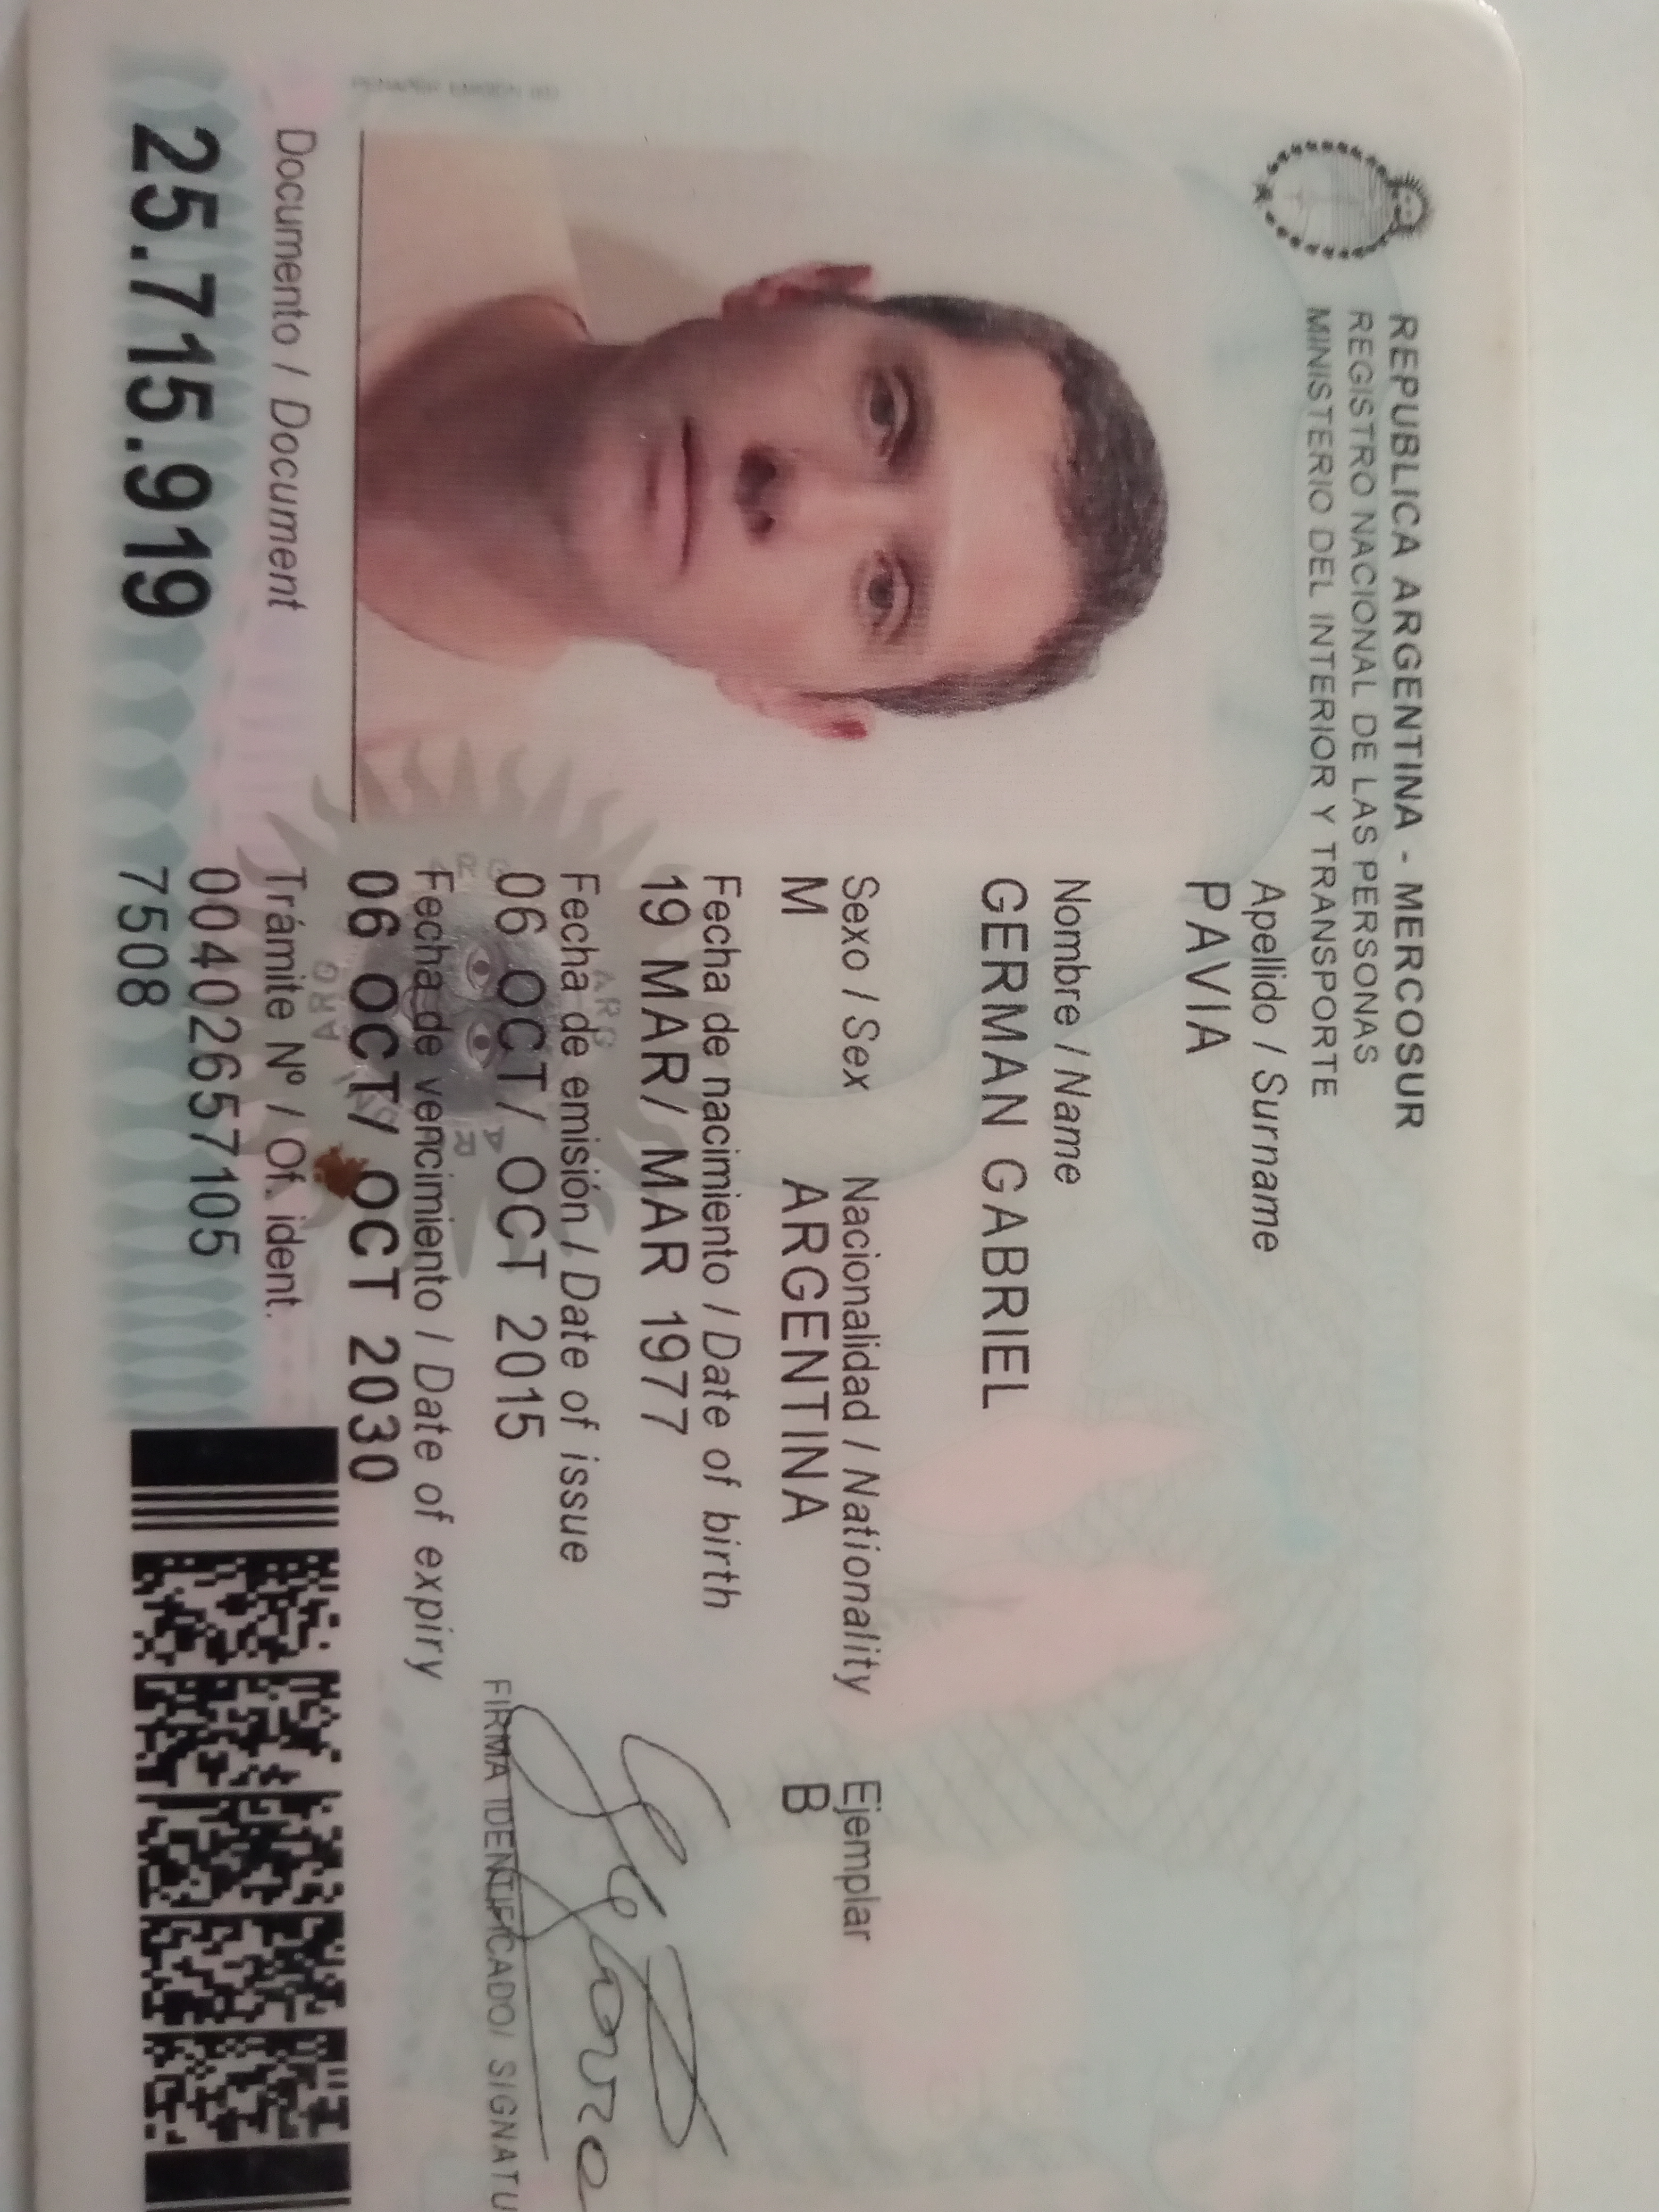 REPUBLICA ARGENTINA - MERCOSUR
REGISTRO NACIONAL DE LAS PERSONAS
MINISTERIO DEL INTERIOR Y TRANSPORTE
Apellido / Surname
PAVIA
Nombre / Name
GERMAN GABRIEL
Sexo / Sex Nacionalidad / Nationality Ejemplar
M ARGENTINA B
Fecha de nacimiento / Date of birth
19 MAR/ MAR 1977
Fecha de emisión / Date of issue
06 OCT/ OCT 2015
Fecha de vencimiento / Date of expiry
06 OCT/ OCT 2030
FIRMA IDENTIFICADO/ SIGNATU
Documento / Document
25.715.919
Trámite Nº / Of. ident.
00402657105
7508
ARG